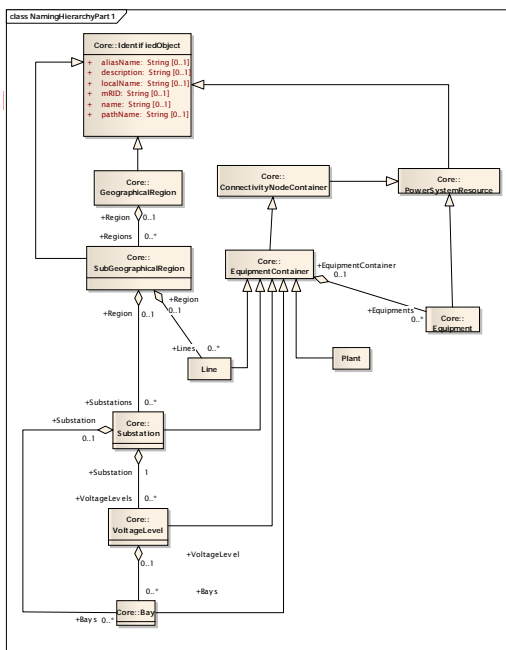 class NamingHierarchyPart 1
Core::IdentifiedObject
+ aliasName: String [0..1]
+ description: String [0..1]
+ localName: String [0..1]
+ mRID: String [0..1]
+ name: String [0..1]
+ pathName: String [0..1]
Core::
GeographicalRegion
Core::
ConnectivityNodeContainer
Core::
PowerSystemResource
+Region 0..1
+Regions 0..*
Core::
SubGeographicalRegion
Core::
EquipmentContainer
+EquipmentContainer
0..1
+Region
0..1
+Region 0..1
+Equipments
0..*
Core::
Equipment
+Lines 0..*
Line
Plant
+Substations 0..*
+Substation
0..1
Core::
Substation
+Substation 1
+VoltageLevels 0..*
Core::
VoltageLevel
+VoltageLevel
0..1
0..*
+Bays
Core::Bay
+Bays 0..*